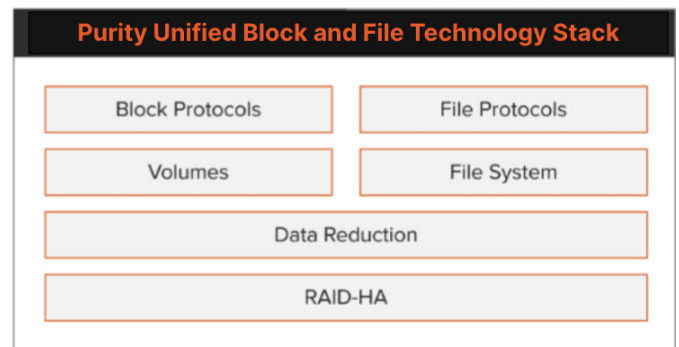 Purity Unified Block and File Technology Stack
Block Protocols
File Protocols
Volumes
File System
Data Reduction
RAID-HA